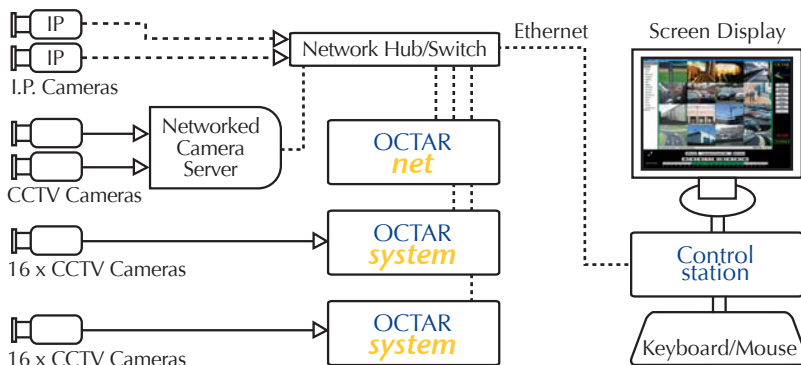 IP
IP
I.P. Cameras
Network Hub/Switch
Ethernet
Screen Display
CCTV Cameras
Networked
Camera
Server
OCTAR
net
16 x CCTV Cameras
OCTAR
system
Control
station
16 x CCTV Cameras
OCTAR
system
Keyboard/Mouse